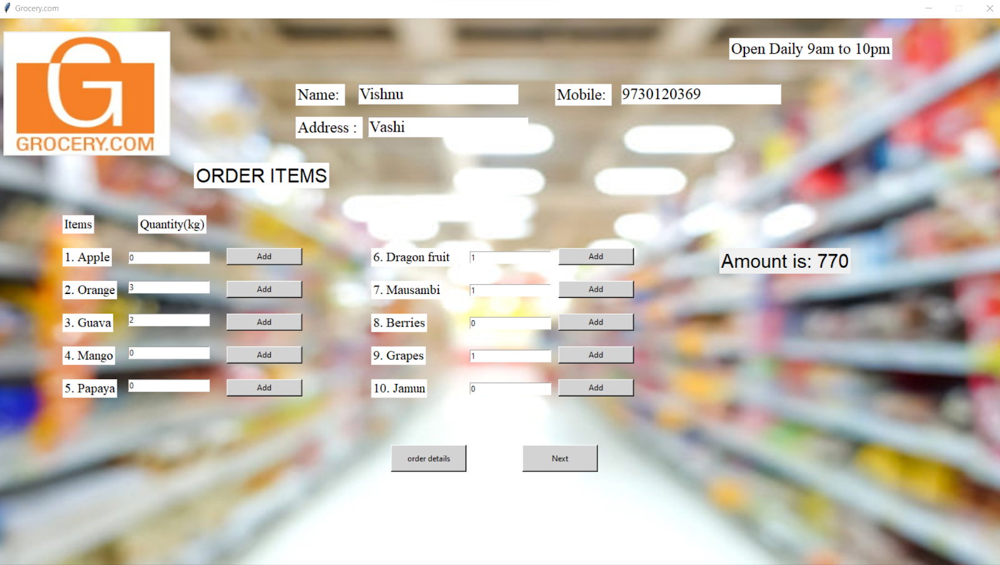 Grocery.com
Open Daily 9am to 10pm
G
GROCERY.COM
Name: Vishnu Mobile: 9730120369
Address : Vashi
ORDER ITEMS
Items Quantity(kg)
1. Apple 0 Add 6. Dragon fruit 1 Add Amount is: 770
2. Orange 3 Add 7. Mausambi 1 Add
3. Guava 2 Add 8. Berries 0 Add
4. Mango 0 Add 9. Grapes 1 Add
5. Papaya 0 Add 10. Jamun 0 Add
order details Next